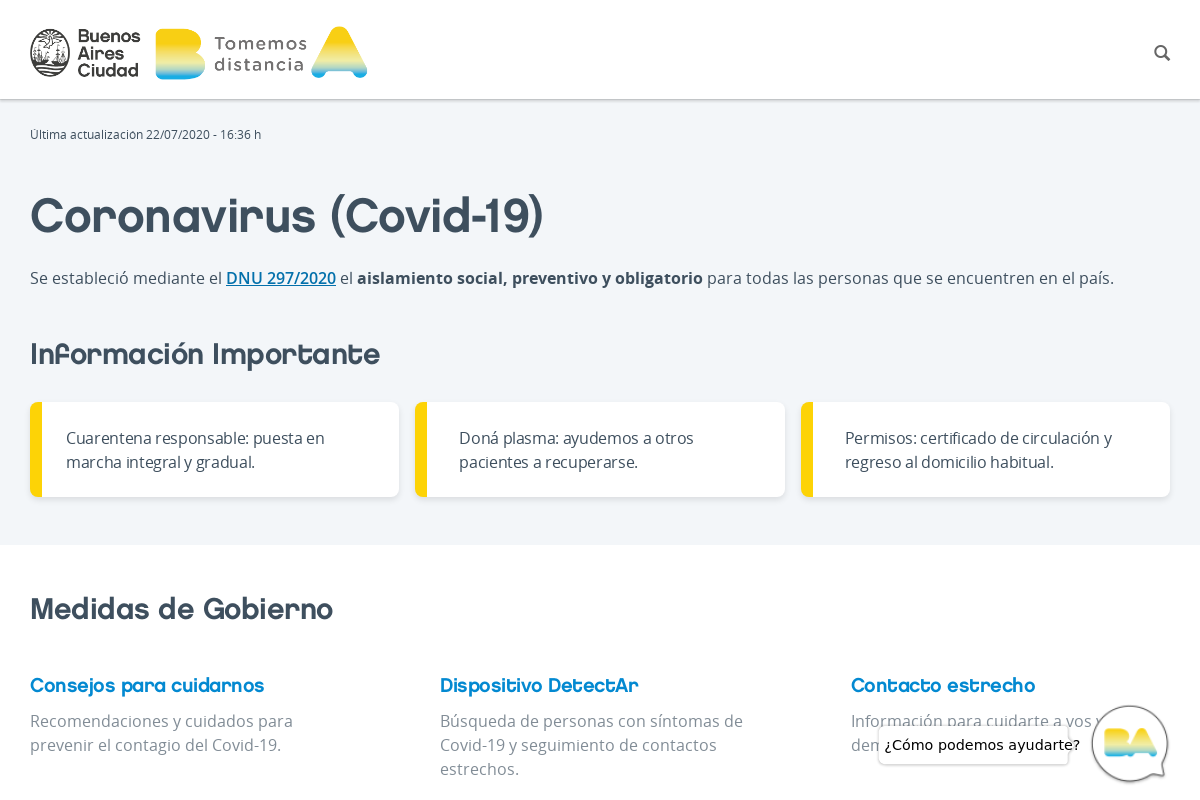 Buenos
Aires
Ciudad
B Tomemos distancia A
Última actualización 22/07/2020 - 16:36 h
Coronavirus (Covid-19)
Se estableció mediante el DNU 297/2020 el aislamiento social, preventivo y obligatorio para todas las personas que se encuentren en el país.
Información Importante
Cuarentena responsable: puesta en
marcha integral y gradual.
Doná plasma: ayudemos a otros
pacientes a recuperarse.
Permisos: certificado de circulación y
regreso al domicilio habitual.
Medidas de Gobierno
Consejos para cuidarnos
Recomendaciones y cuidados para
prevenir el contagio del Covid-19.
Dispositivo DetectAr
Búsqueda de personas con síntomas de
Covid-19 y seguimiento de contactos
estrechos.
Contacto estrecho
Información para cuidarte a vos y
¿Cómo podemos ayudarte?
BA